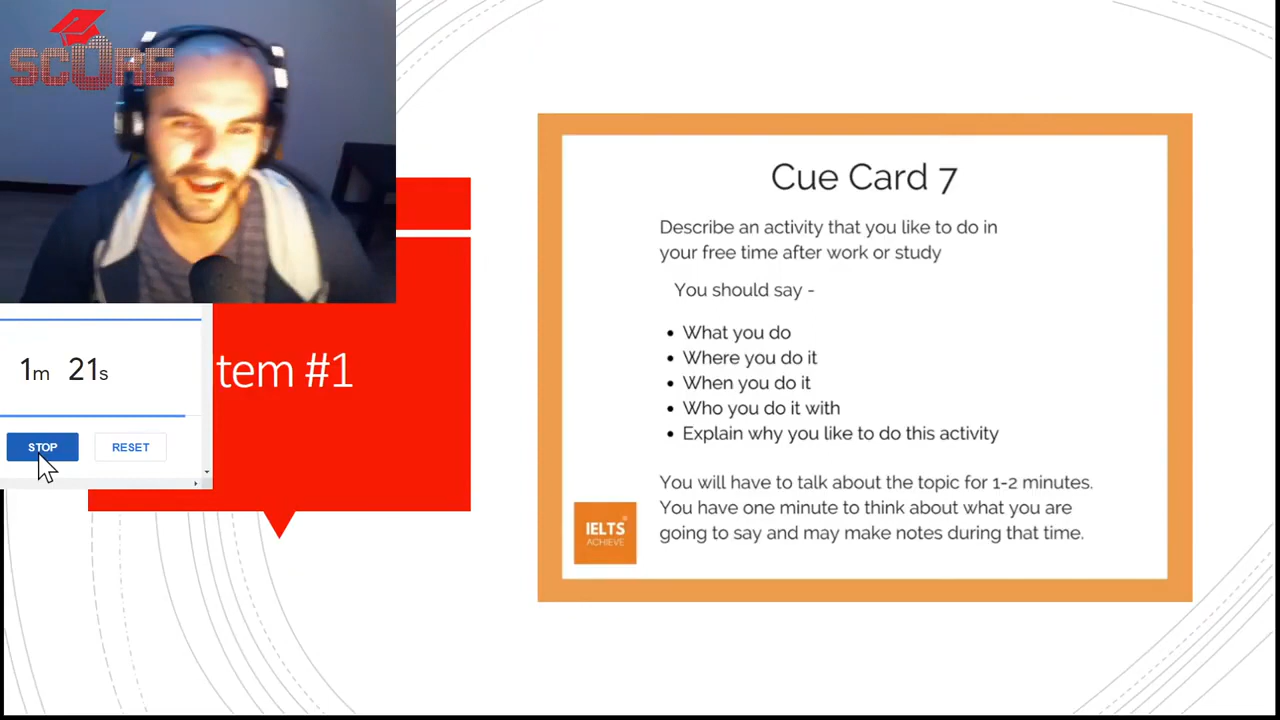 SCORE
Cue Card 7
Describe an activity that you like to do in
your free time after work or study
You should say -
• What you do
• Where you do it
• When you do it
• Who you do it with
• Explain why you like to do this activity
You will have to talk about the topic for 1-2 minutes.
You have one minute to think about what you are
going to say and may make notes during that time.
IELTS
ACHIEVE
1m 21s
STOP
RESET
tem #1